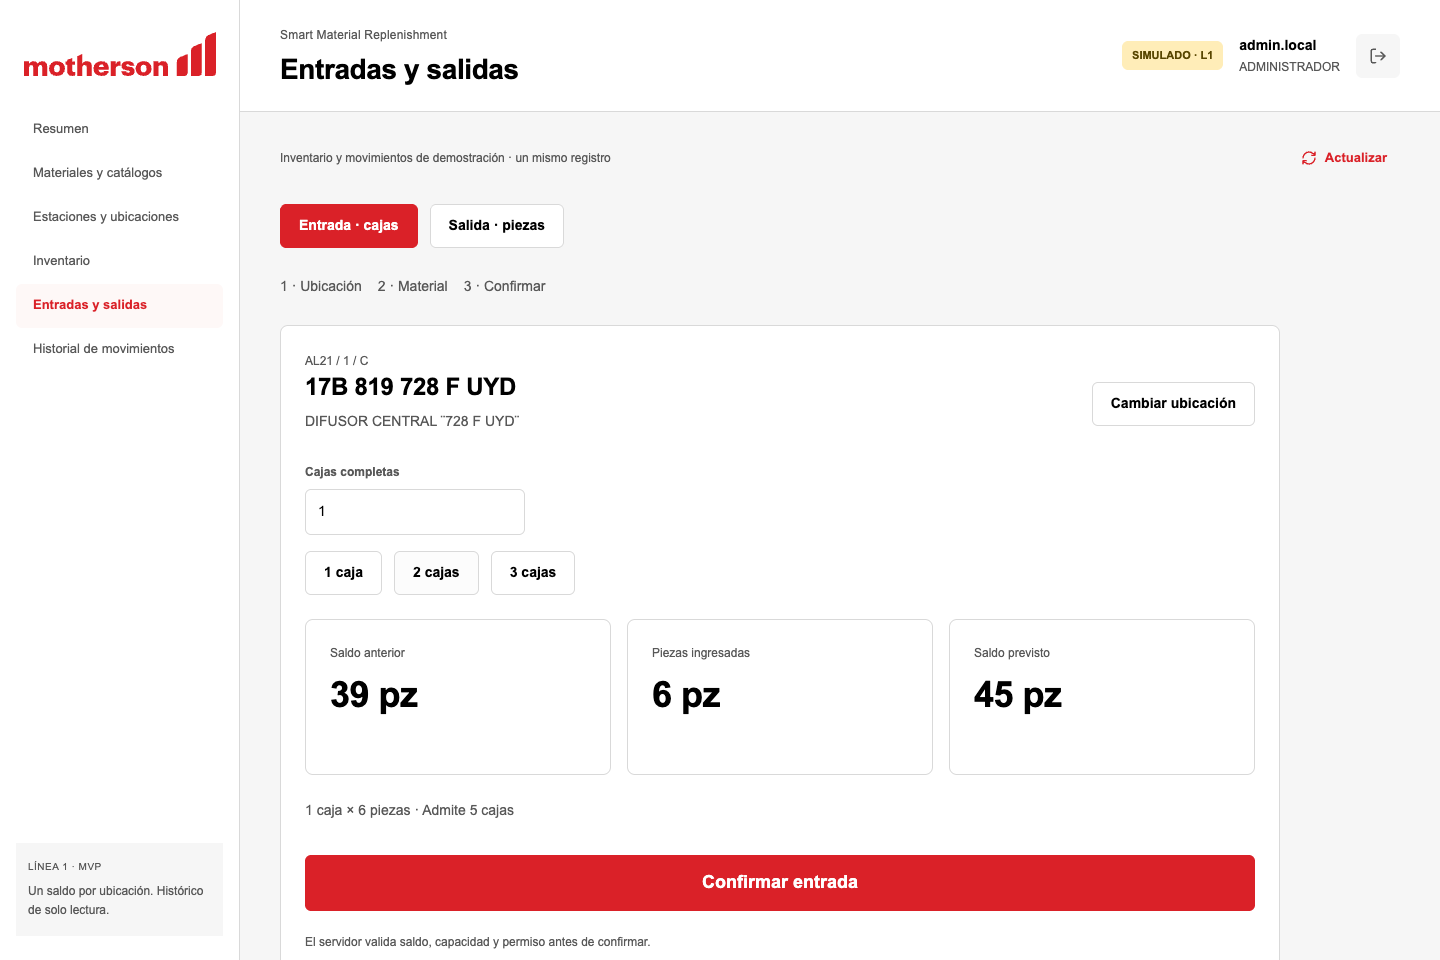 motherson
Resumen
Materiales y catálogos
Estaciones y ubicaciones
Inventario
Entradas y salidas
Historial de movimientos
LÍNEA 1 · MVP
Un saldo por ubicación. Histórico
de solo lectura.
Smart Material Replenishment
Entradas y salidas
SIMULADO · L1
admin.local
ADMINISTRADOR
Inventario y movimientos de demostración · un mismo registro
Actualizar
Entrada · cajas
Salida · piezas
1 · Ubicación 2 · Material 3 · Confirmar
AL21 / 1 / C
17B 819 728 F UYD
DIFUSOR CENTRAL ¨728 F UYD¨
Cambiar ubicación
Cajas completas
1
1 caja
2 cajas
3 cajas
Saldo anterior
39 pz
Piezas ingresadas
6 pz
Saldo previsto
45 pz
1 caja × 6 piezas · Admite 5 cajas
Confirmar entrada
El servidor valida saldo, capacidad y permiso antes de confirmar.